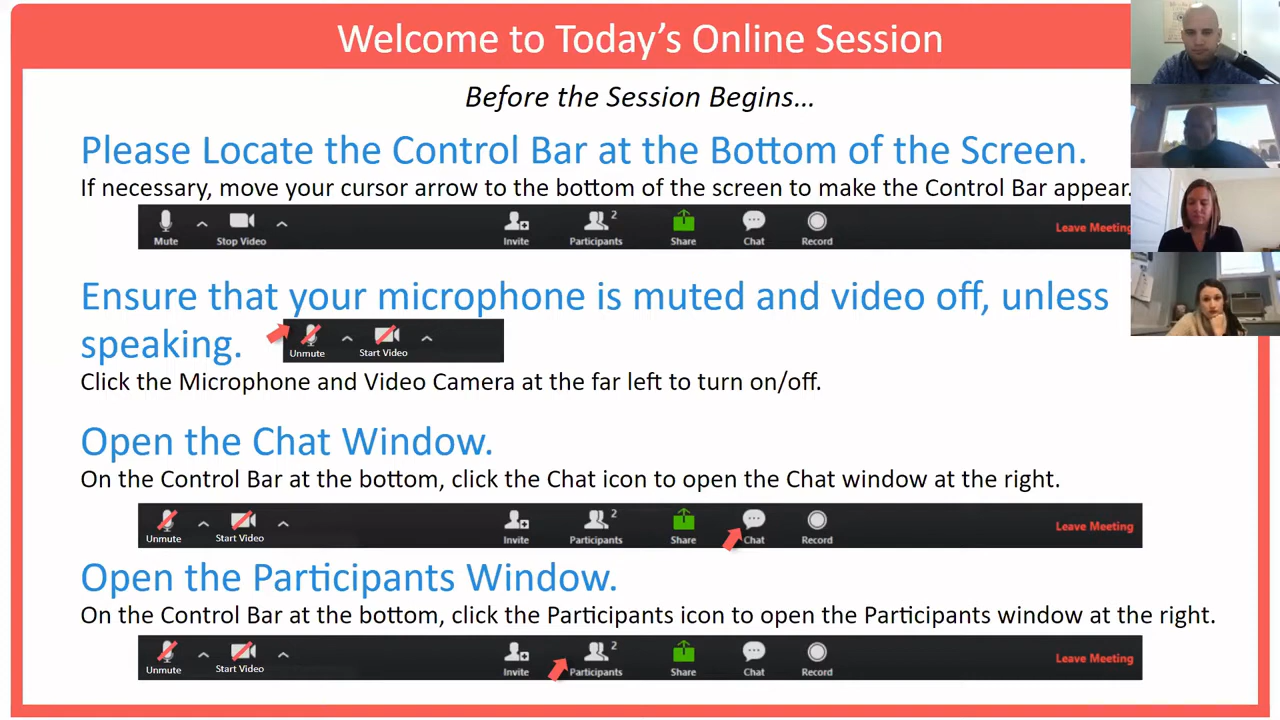 Welcome to Today's Online Session
Before the Session Begins…
Please Locate the Control Bar at the Bottom of the Screen.
If necessary, move your cursor arrow to the bottom of the screen to make the Control Bar appear.
Mute Stop Video Invite Participants 2 Share Chat Record Leave Meeting
Ensure that your microphone is muted and video off, unless
speaking.
Unmute Start Video
Click the Microphone and Video Camera at the far left to turn on/off.
Open the Chat Window.
On the Control Bar at the bottom, click the Chat icon to open the Chat window at the right.
Unmute Start Video Invite Participants 2 Share Chat Record Leave Meeting
Open the Participants Window.
On the Control Bar at the bottom, click the Participants icon to open the Participants window at the right.
Unmute Start Video Invite Participants 2 Share Chat Record Leave Meeting